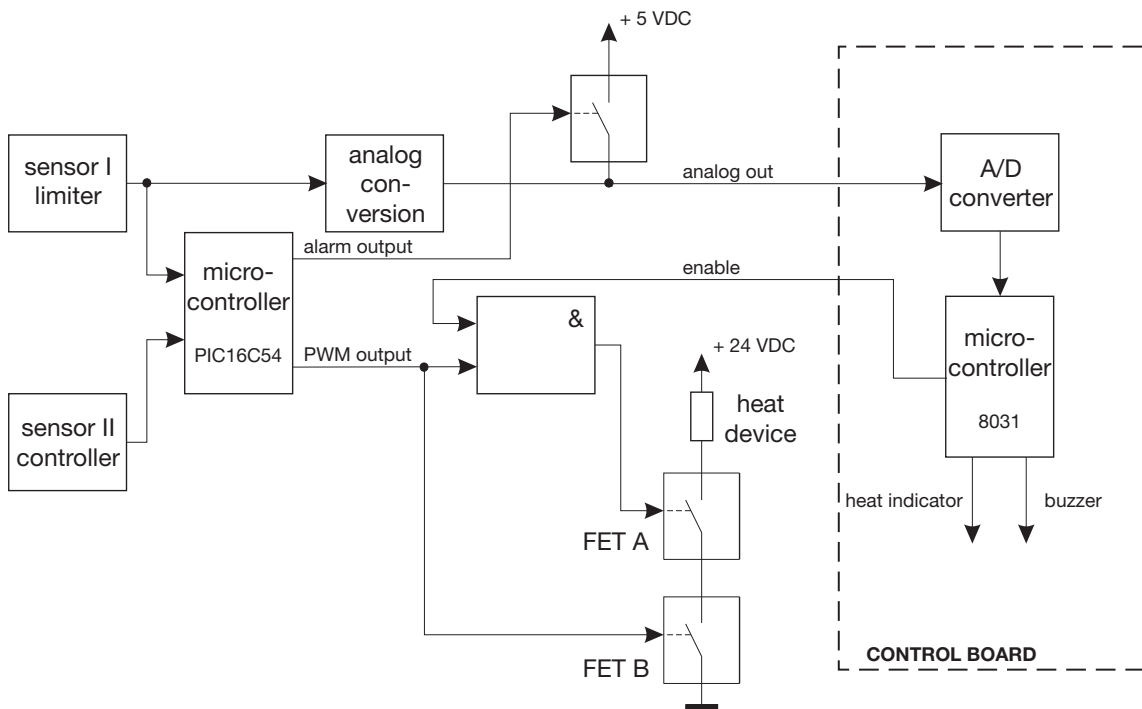 + 5 VDC
sensor I
limiter
analog
con-
version
analog out
A/D
converter
alarm output
micro-
controller
PIC16C54
PWM output
enable
&
micro-
controller
8031
+ 24 VDC
heat
device
sensor II
controller
heat indicator
buzzer
FET A
FET B
CONTROL BOARD